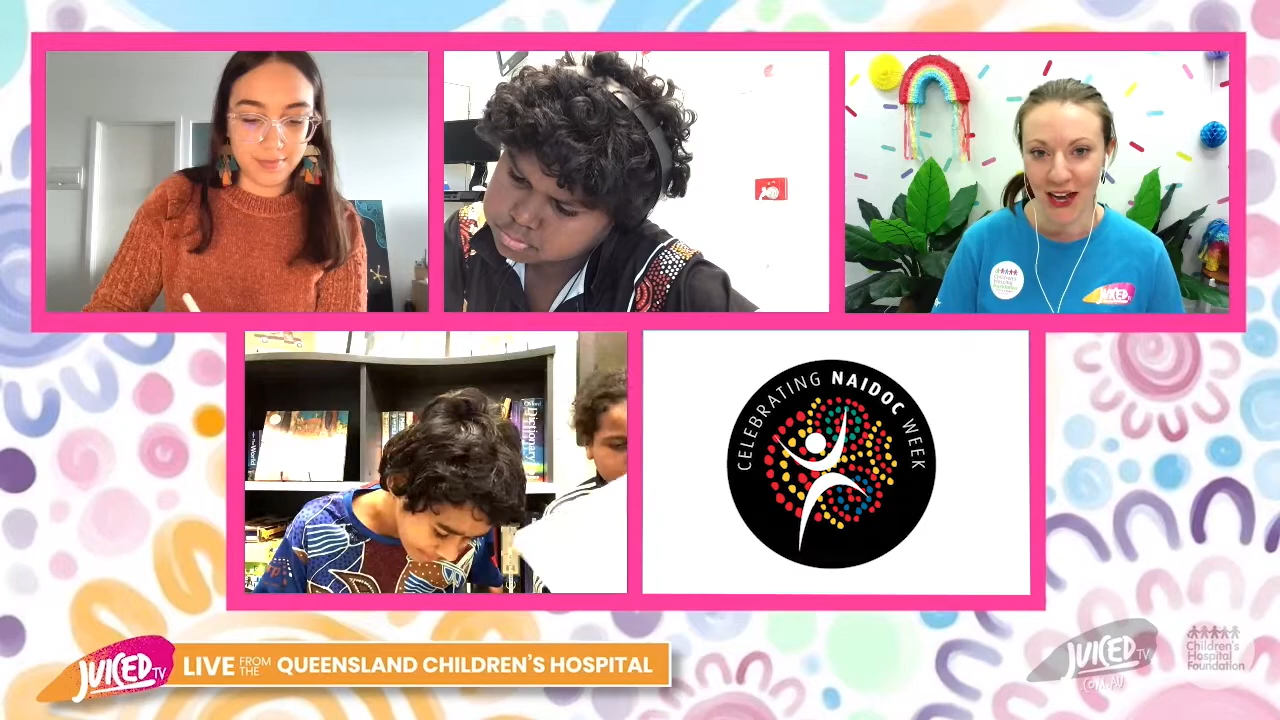 CELEBRATING NAIDOC WEEK
Oxford
Dictionary
JUICED TV
LIVE FROM THE QUEENSLAND CHILDREN'S HOSPITAL
JUICED TV
.COM.AU
Children's
Hospital
Foundation